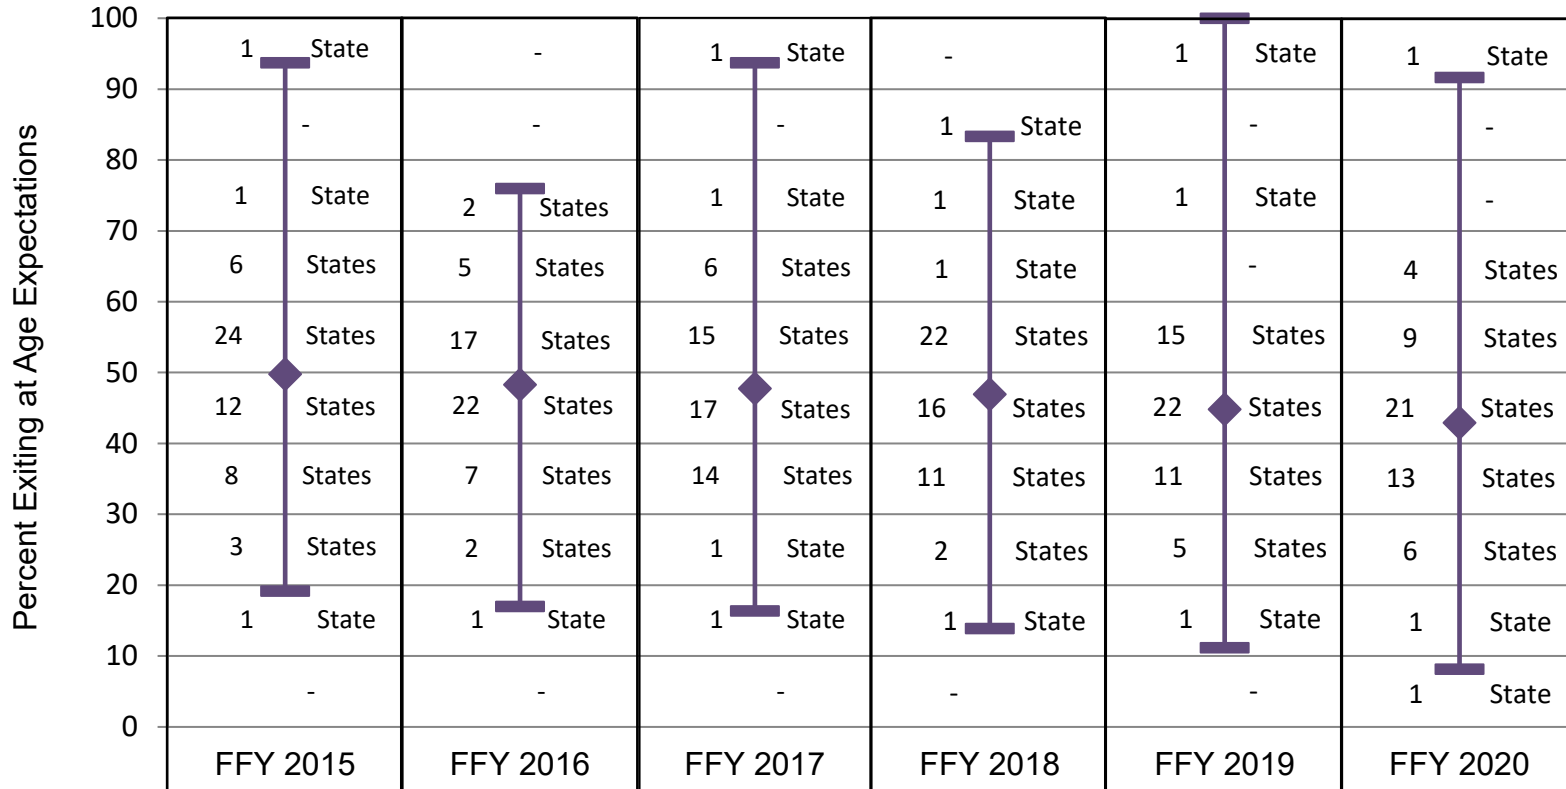 Percent Exiting at Age Expectations
100
1 State - 1 State - 1 State 1 State
90
- - - 1 State - -
80
1 State 2 States 1 State 1 State 1 State -
70
6 States 5 States 6 States 1 State - 4 States
60
24 States 17 States 15 States 22 States 15 States 9 States
50
12 States 22 States 17 States 16 States 22 States 21 States
40
8 States 7 States 14 States 11 States 11 States 13 States
30
3 States 2 States 1 State 2 States 5 States 6 States
20
1 State 1 State 1 State 1 State 1 State 1 State
10
- - - - - 1 State
0
FFY 2015 FFY 2016 FFY 2017 FFY 2018 FFY 2019 FFY 2020